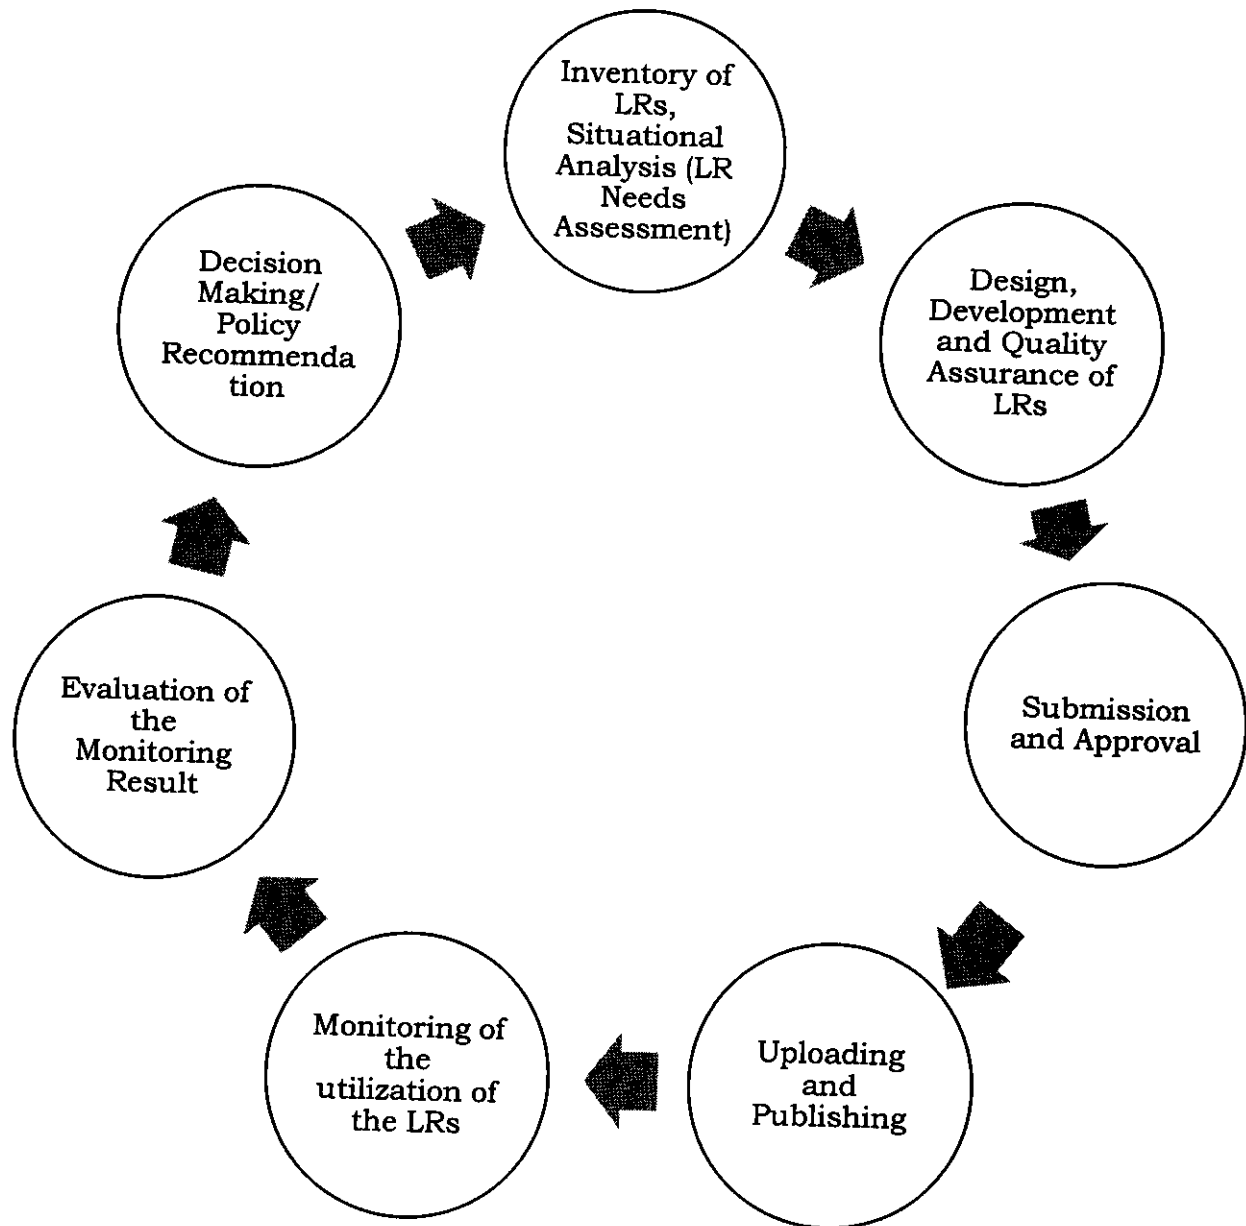 Inventory of
LRs,
Situational
Analysis (LR
Needs
Assessment)
Design,
Development
and Quality
Assurance of
LRs
Submission
and Approval
Uploading
and
Publishing
Monitoring of
the
utilization of
the LRs
Evaluation of
the
Monitoring
Result
Decision
Making/
Policy
Recommenda
tion